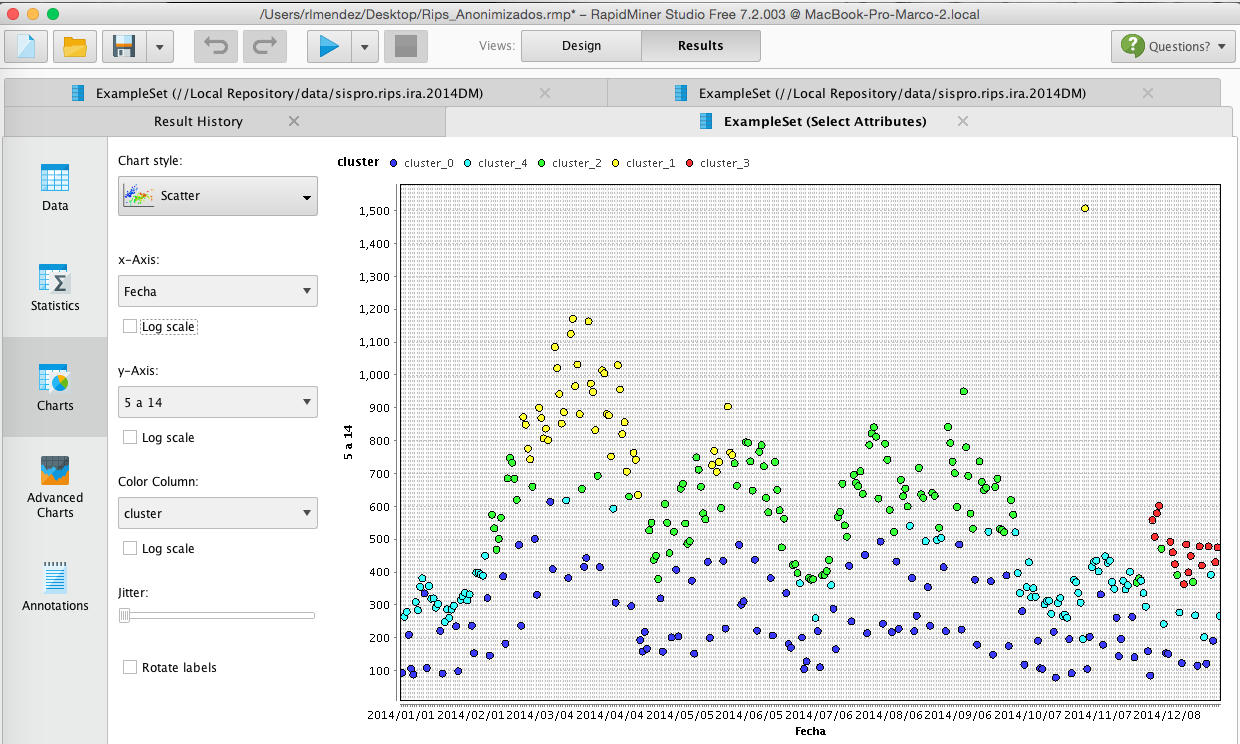 /Users/rlmendez/Desktop/Rips_Anonimizados.rmp* – RapidMiner Studio Free 7.2.003 @ MacBook-Pro-Marco-2.local
Views: Design Results Questions?
ExampleSet (//Local Repository/data/sispro.rips.ira.2014DM) ExampleSet (//Local Repository/data/sispro.rips.ira.2014DM)
Result History ExampleSet (Select Attributes)
Data
Statistics
Charts
Advanced
Charts
Annotations
Chart style:
Scatter
x-Axis:
Fecha
Log scale
y-Axis:
5 a 14
Log scale
Color Column:
cluster
Log scale
Jitter:
Rotate labels
cluster cluster_0 cluster_4 cluster_2 cluster_1 cluster_3
1,500
1,400
1,300
1,200
1,100
1,000
900
800
700
600
500
400
300
200
100
5 a 14
2014/01/01 2014/02/01 2014/03/04 2014/04/04 2014/05/05 2014/06/05 2014/07/06 2014/08/06 2014/09/06 2014/10/07 2014/11/07 2014/12/08
Fecha